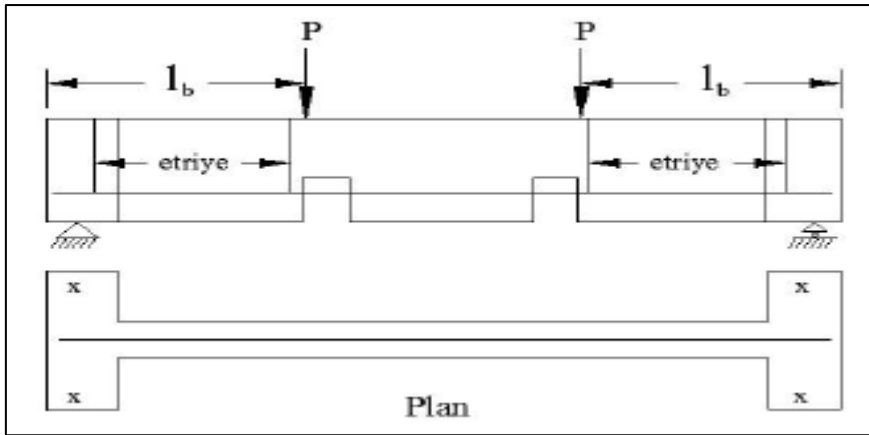 P P
l_b l_b
etriye etriye
x x
x x
Plan